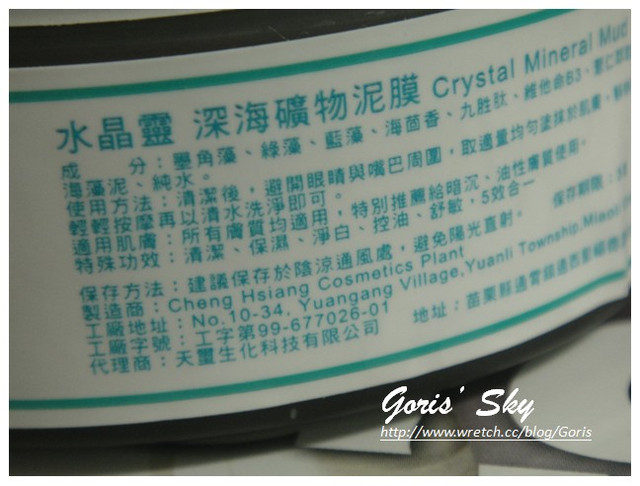 水晶靈 深海礦物泥膜 Crystal Mineral Mud
成 分：墨角藻、綠藻、藍藻、海茴香、九胜肽、維他命B3、
海藻泥、純水。
使用方法：清潔後，避開眼睛與嘴巴周圍，取適量均勻塗抹於肌膚，
輕輕按摩再以清水洗淨即可。
適用肌膚：所有膚質均適用，特別推薦給暗沉、油性膚質使用。
特殊功效：清潔、保濕、淨白、控油、舒敏，5效合一 保存期限：
保存方法：建議保存於陰涼通風處，避免陽光直射。
製造商：Cheng Hsiang Cosmetics Plant
工廠地址：No.10-34, Yuangang Village,Yuanli Township,Miaoli
工廠字號：工字第99-677026-01
代理商：天璽生化科技有限公司 地址：苗栗縣通霄鎮通西
Goris' Sky
http://www.wretch.cc/blog/Goris